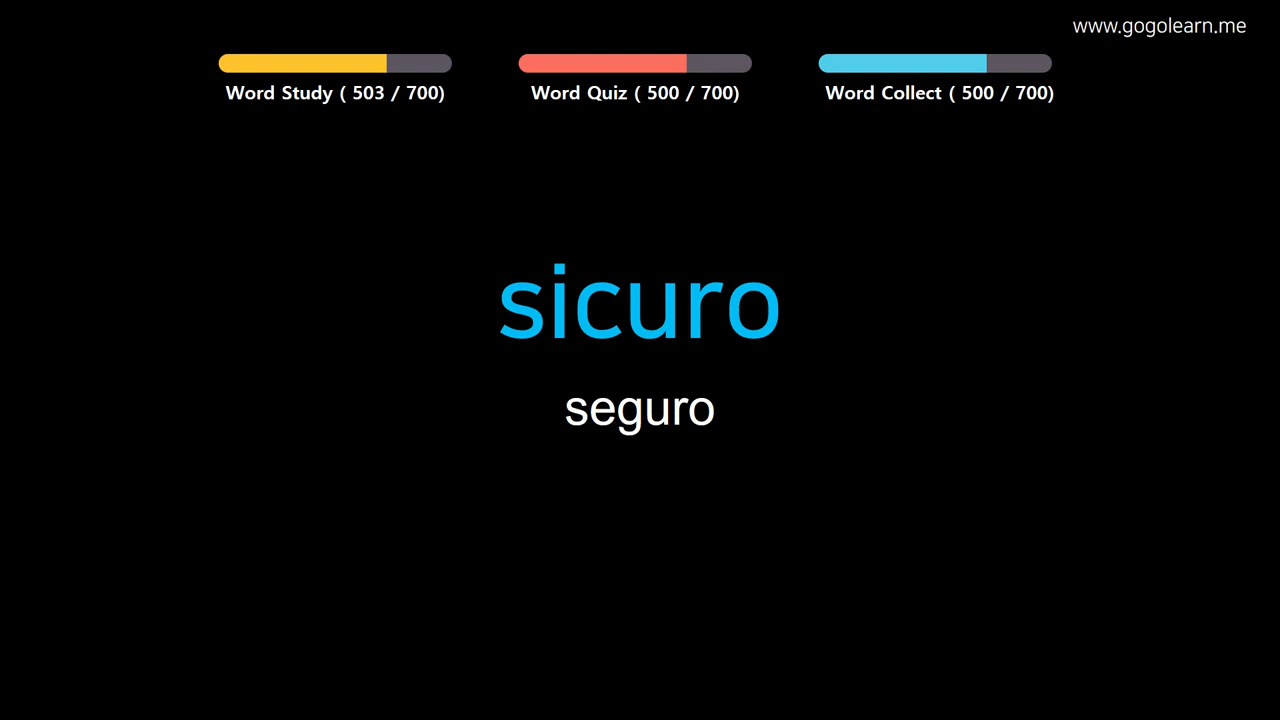 www.gogolearn.me
Word Study ( 503 / 700)
Word Quiz ( 500 / 700)
Word Collect ( 500 / 700)
sicuro
seguro